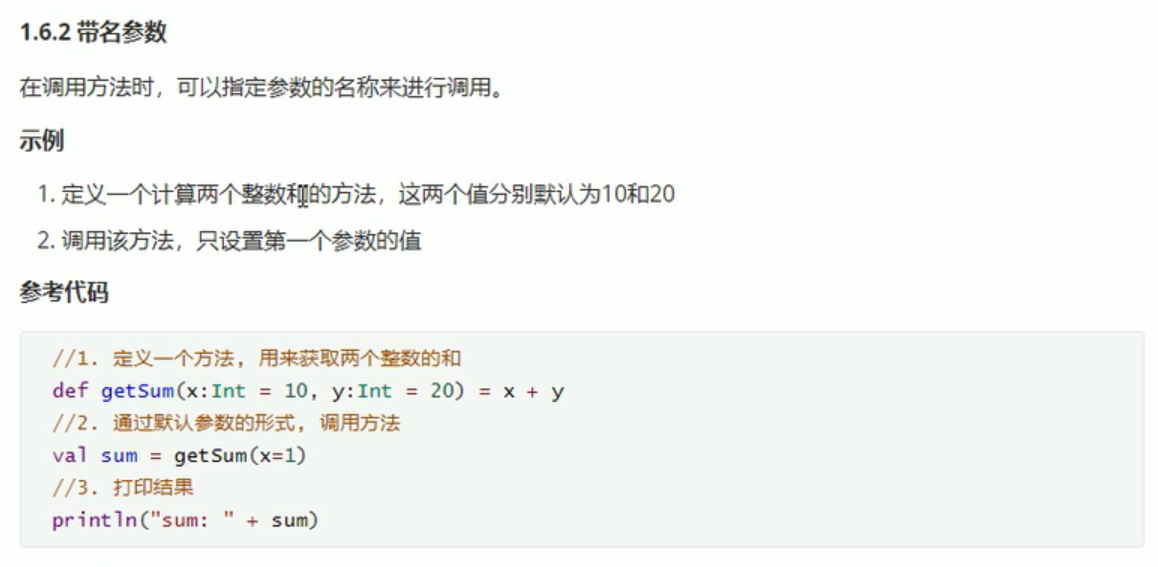 1.6.2 带名参数
在调用方法时，可以指定参数的名称来进行调用。
示例
1. 定义一个计算两个整数和的方法，这两个值分别默认为10和20
2. 调用该方法，只设置第一个参数的值
参考代码
//1. 定义一个方法, 用来获取两个整数的和
def getSum(x:Int = 10, y:Int = 20) = x + y
//2. 通过默认参数的形式, 调用方法
val sum = getSum(x=1)
//3. 打印结果
println("sum: " + sum)